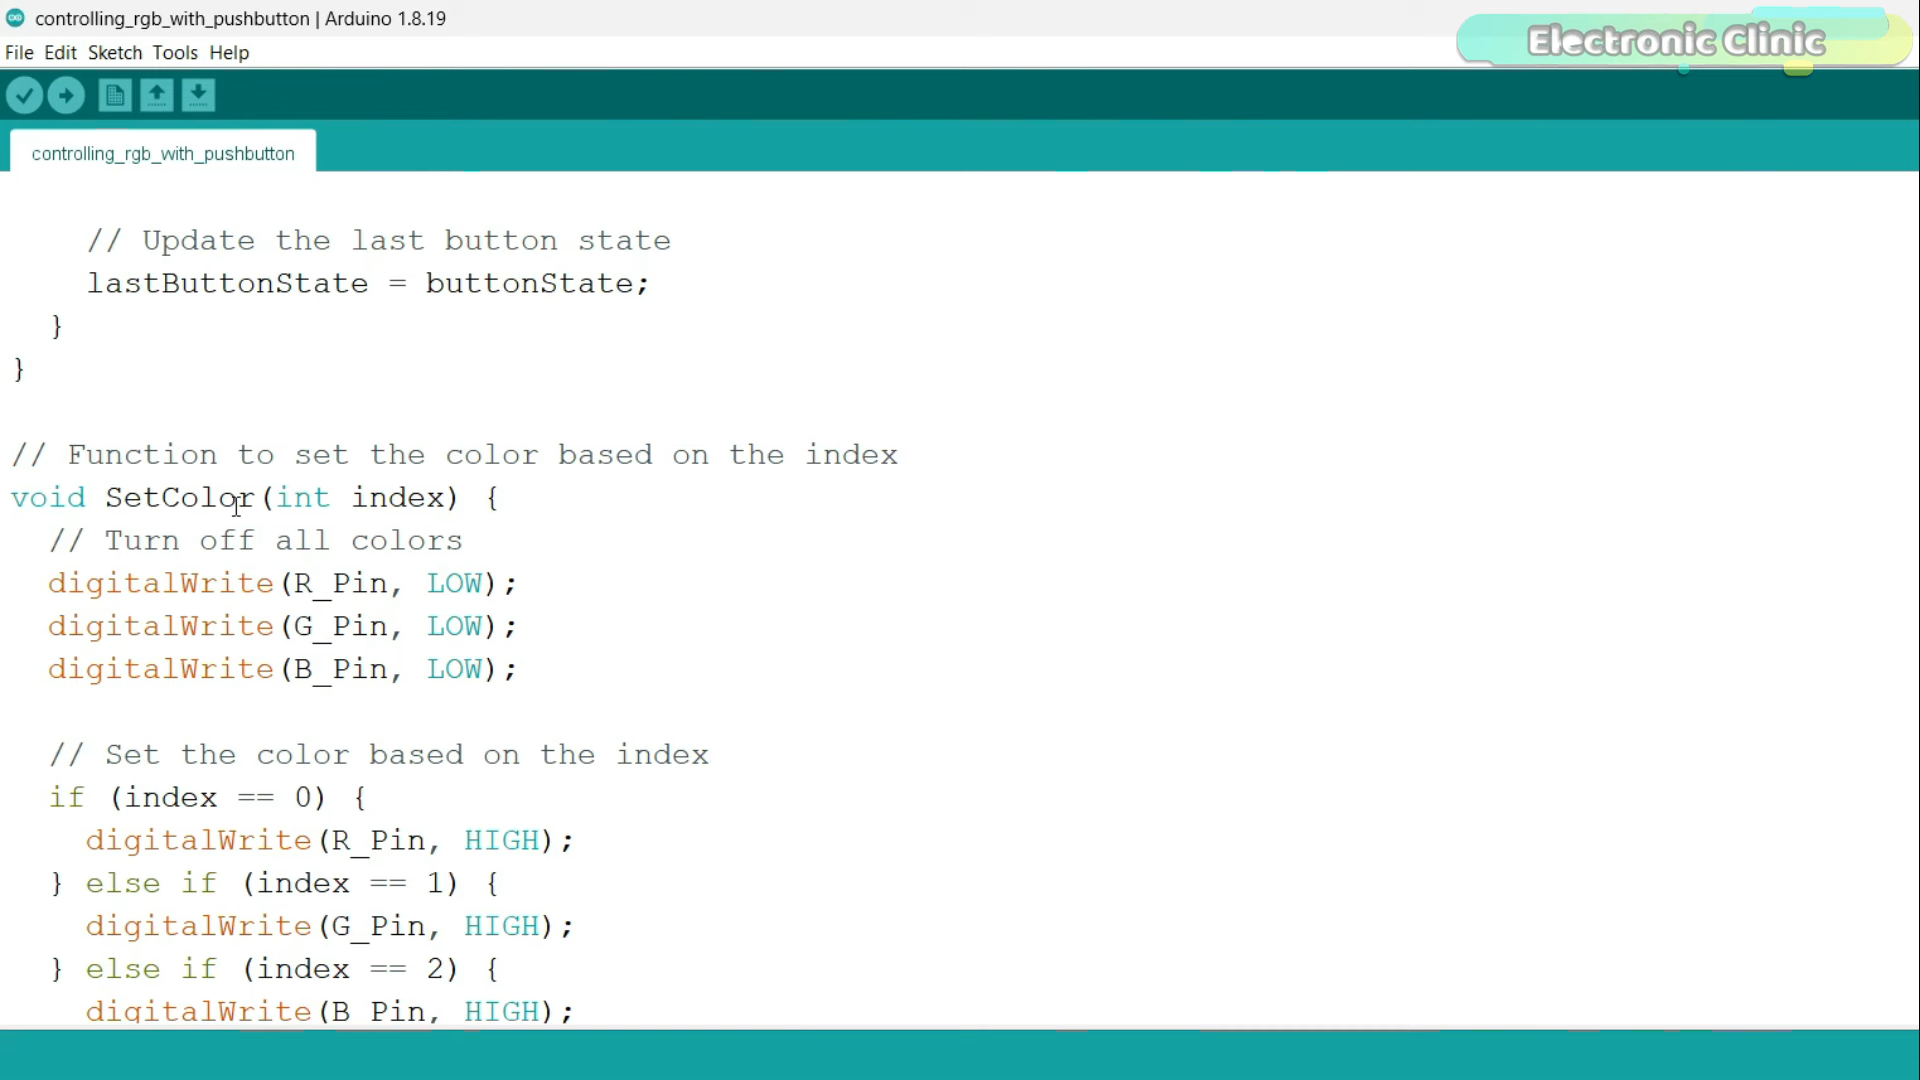 controlling_rgb_with_pushbutton | Arduino 1.8.19
Electronic Clinic
File Edit Sketch Tools Help
controlling_rgb_with_pushbutton
// Update the last button state
lastButtonState = buttonState;
}
}
// Function to set the color based on the index
void SetColor(int index) {
// Turn off all colors
digitalWrite(R_Pin, LOW);
digitalWrite(G_Pin, LOW);
digitalWrite(B_Pin, LOW);
// Set the color based on the index
if (index == 0) {
digitalWrite(R_Pin, HIGH);
} else if (index == 1) {
digitalWrite(G_Pin, HIGH);
} else if (index == 2) {
digitalWrite(B_Pin, HIGH);